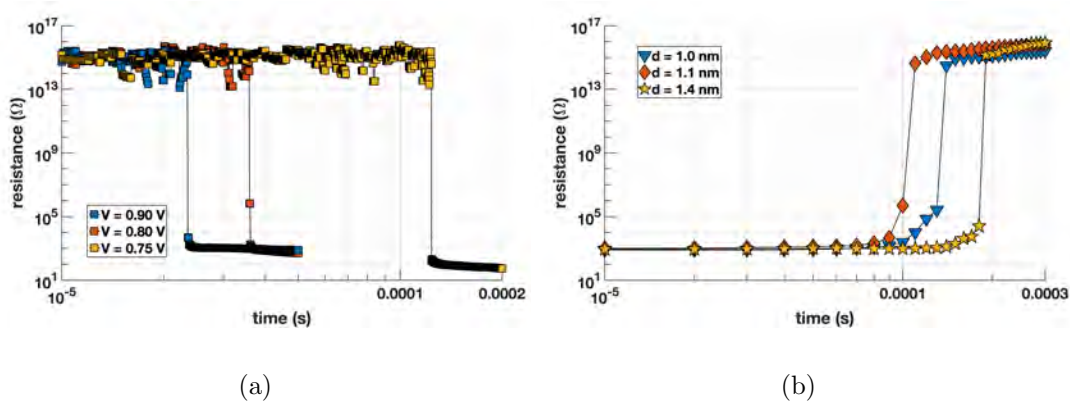 10^17
10^13
10^9
10^5
10^1
resistance (Ω)
V = 0.90 V
V = 0.80 V
V = 0.75 V
10^-5
0.0001
0.0002
time (s)
(a)
10^17
10^13
10^9
10^5
10^1
resistance (Ω)
d = 1.0 nm
d = 1.1 nm
d = 1.4 nm
10^-5
0.0001
0.0003
time (s)
(b)